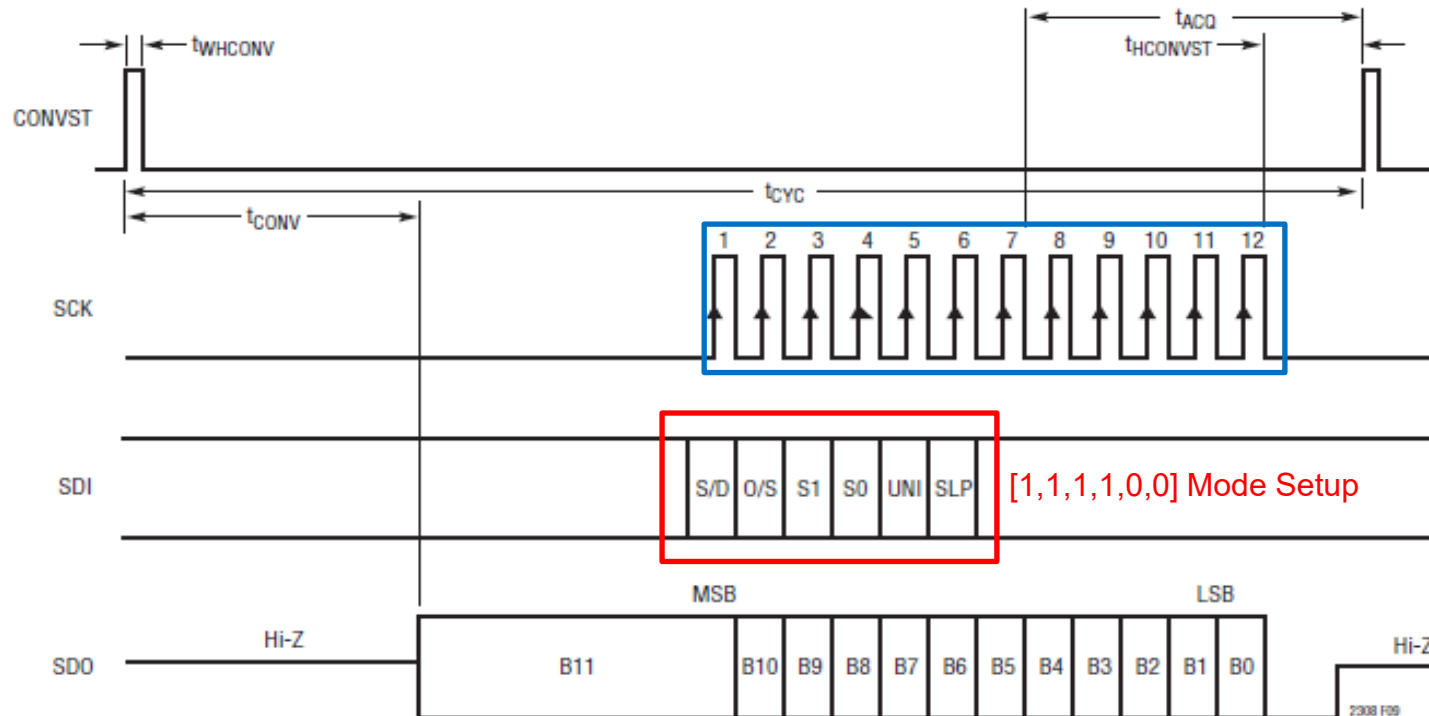 tACQ
tWHCONV
tHCONVST
CONVST
tCYC
tCONV
1 2 3 4 5 6 7 8 9 10 11 12
SCK
SDI
S/D O/S S1 S0 UNI SLP
[1,1,1,1,0,0] Mode Setup
MSB
LSB
Hi-Z
Hi-Z
SDO
B11 B10 B9 B8 B7 B6 B5 B4 B3 B2 B1 B0
2308 F09